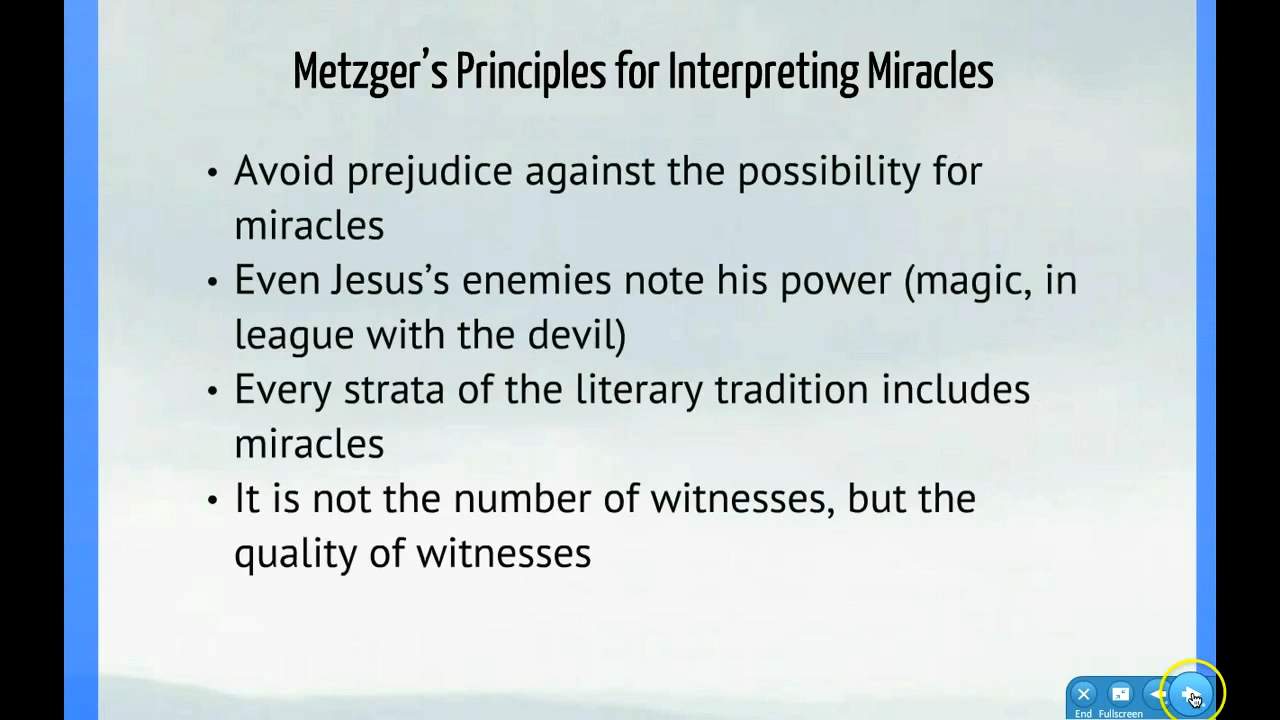 Metzger’s Principles for Interpreting Miracles
• Avoid prejudice against the possibility for
miracles
• Even Jesus’s enemies note his power (magic, in
league with the devil)
• Every strata of the literary tradition includes
miracles
• It is not the number of witnesses, but the
quality of witnesses
End Fullscreen